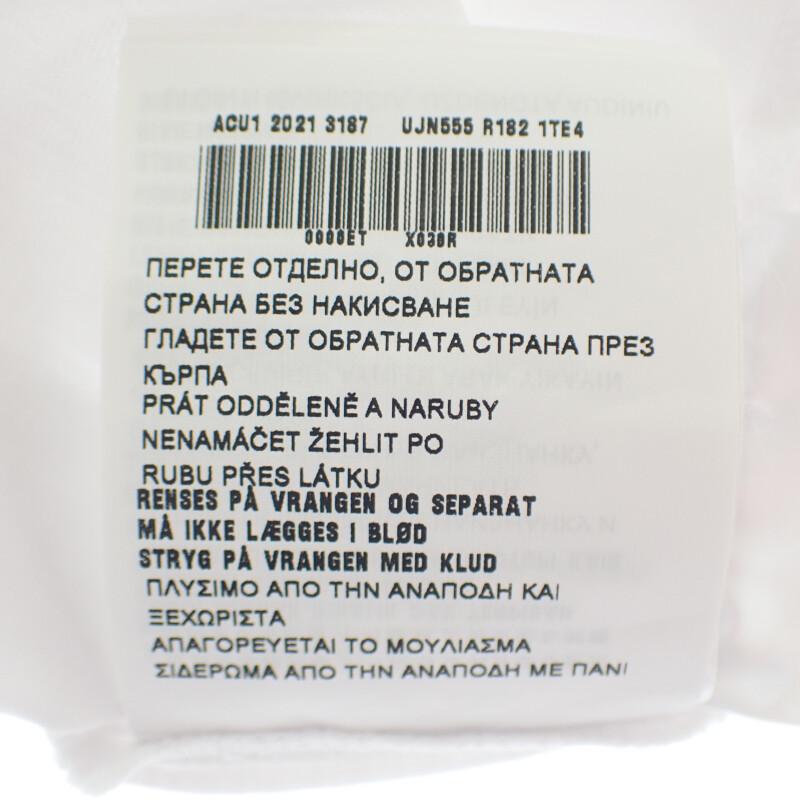 ACU1 2021 3187 UJN555 R182 1TE4
0008ET X039R
ПЕРЕТЕ ОТДЕЛНО, ОТ ОБРАТНАТА
СТРАНА БЕЗ НАКИСВАНЕ
ГЛАДЕТЕ ОТ ОБРАТНАТА СТРАНА ПРЕЗ
КЪРПА
PRÁT ODDĚLENĚ A NARUBY
NENAMÁČET ŽEHLIT PO
RUBU PŘES LÁTKU
RENSES PÅ VRANGEN OG SEPARAT
MÅ IKKE LÆGGES I BLØD
STRYG PÅ VRANGEN MED KLUD
ΠΛΥΣΙΜΟ ΑΠΟ ΤΗΝ ΑΝΑΠΟΔΗ ΚΑΙ
ΞΕΧΩΡΙΣΤΑ
ΑΠΑΓΟΡΕΥΕΤΑΙ ΤΟ ΜΟΥΛΙΑΣΜΑ
ΣΙΔΕΡΩΜΑ ΑΠΟ ΤΗΝ ΑΝΑΠΟΔΗ ΜΕ ΠΑΝΙ